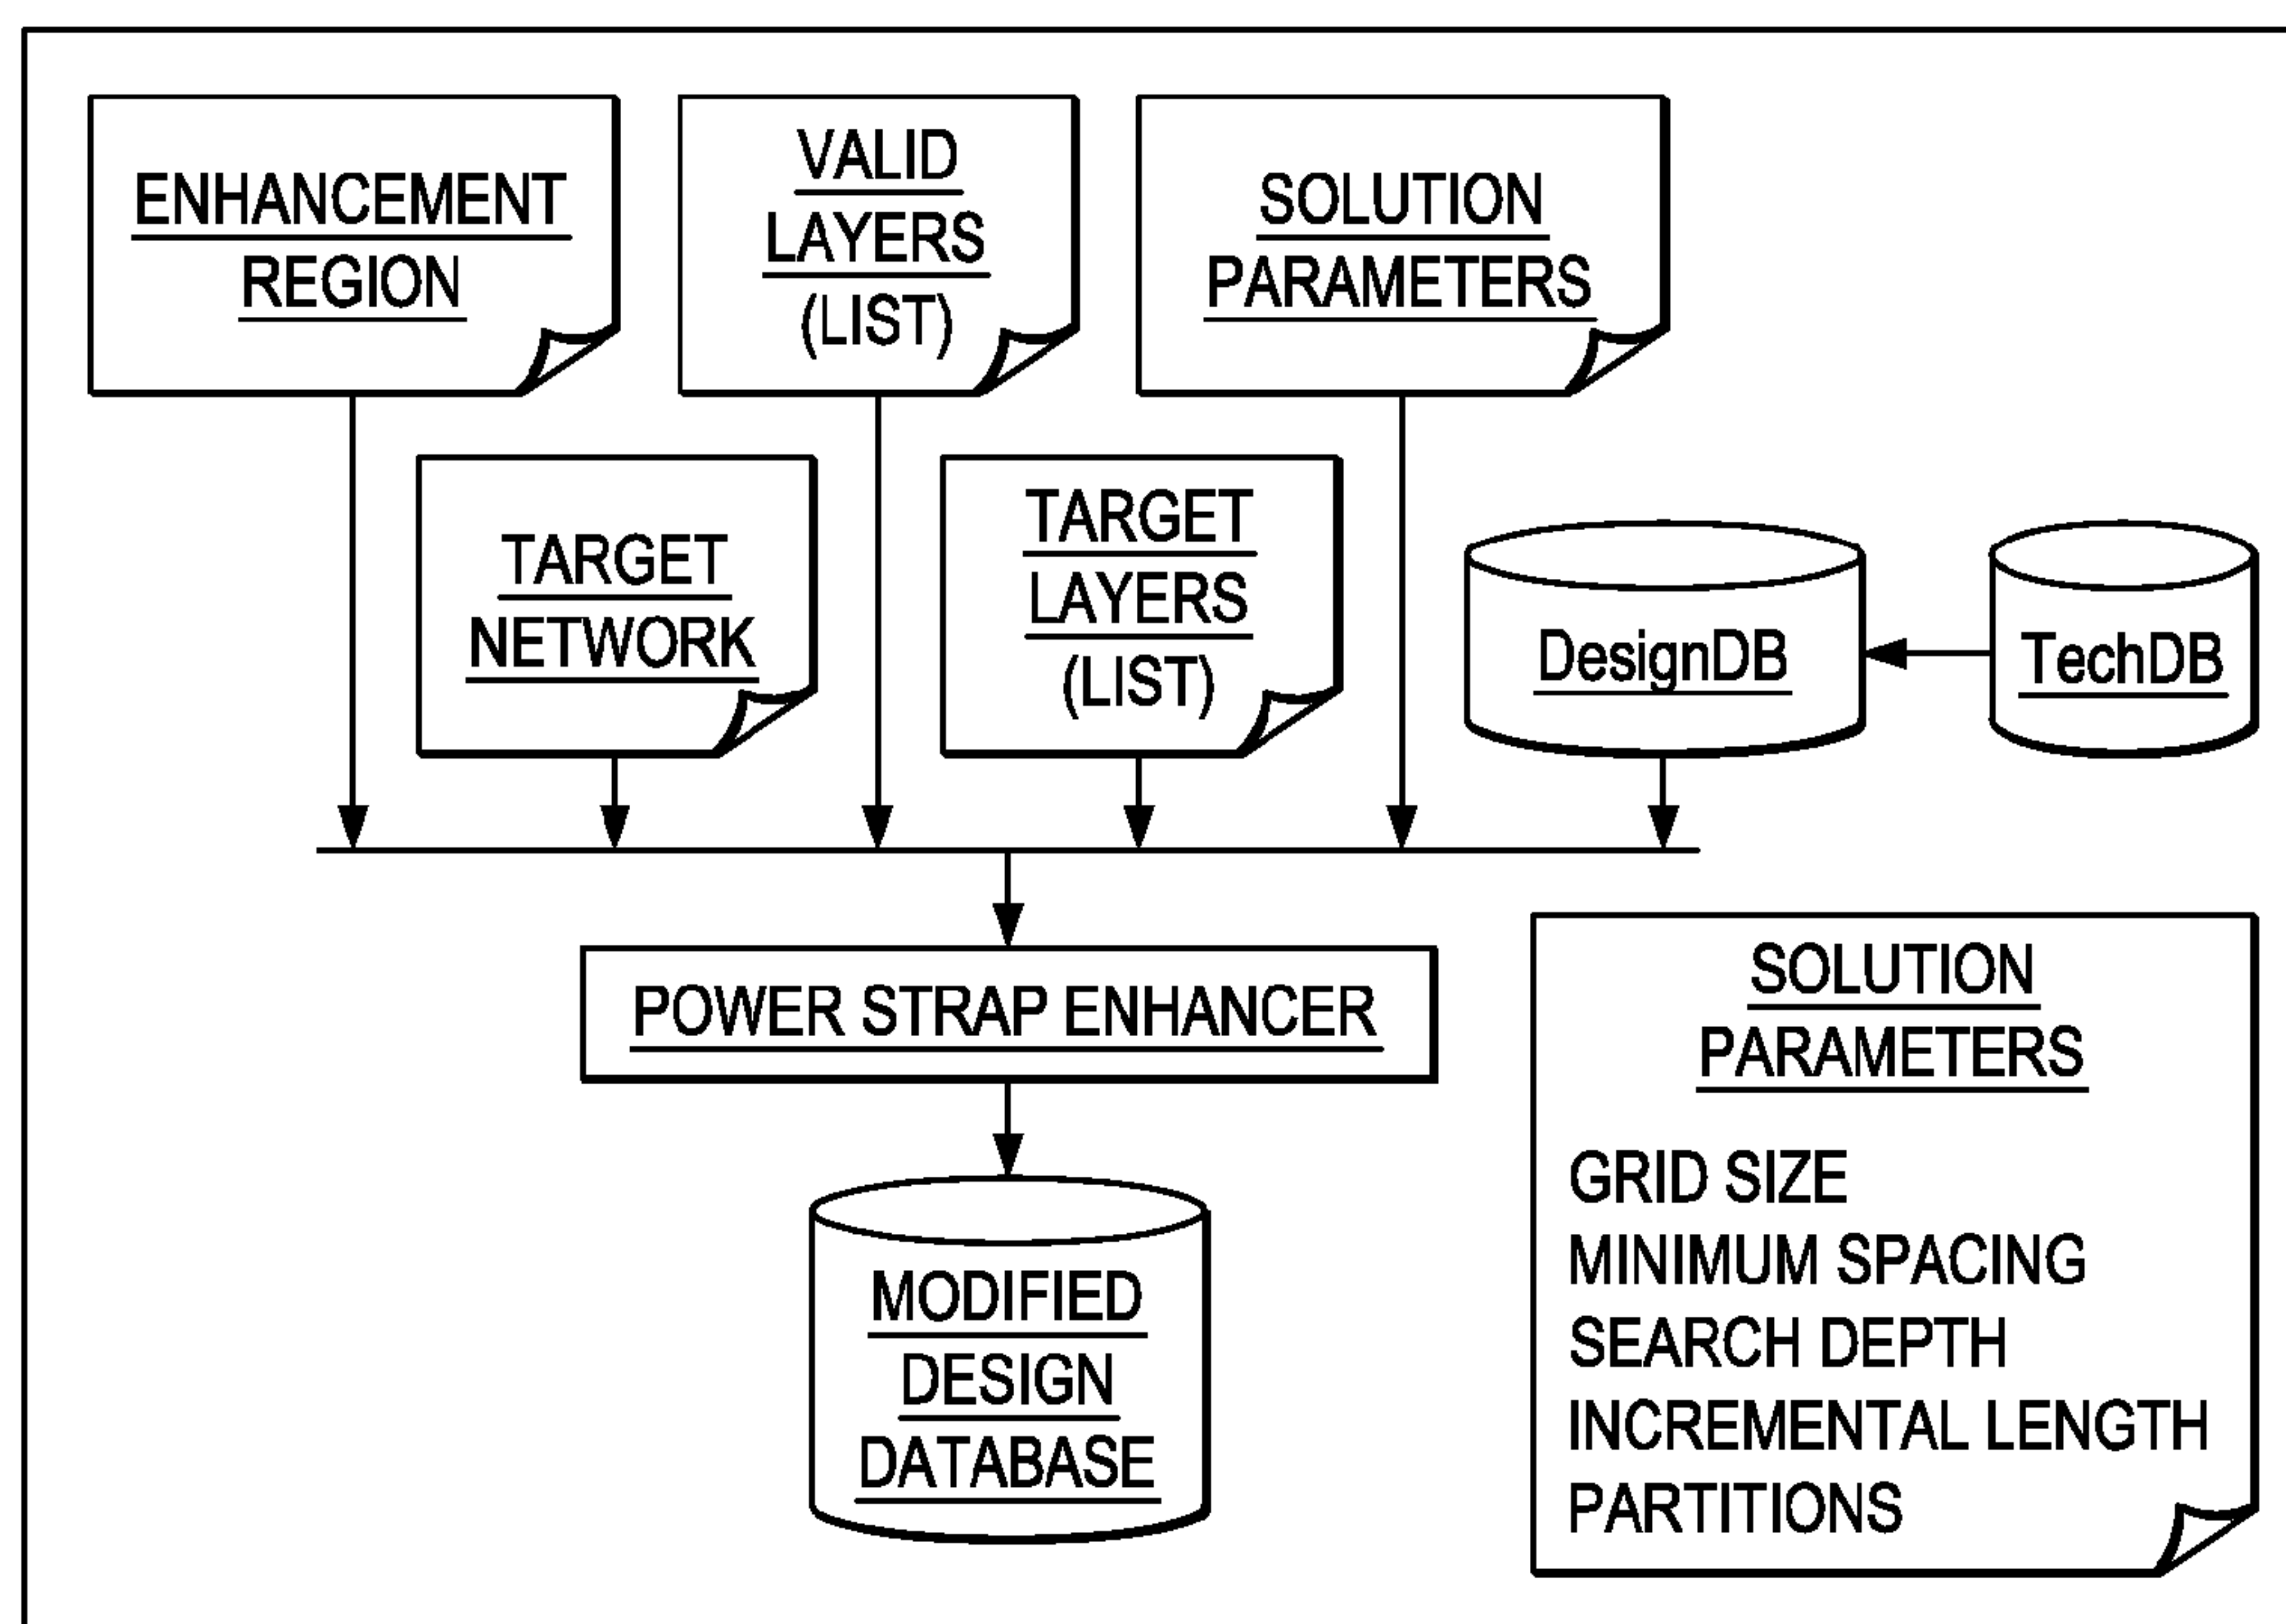 ENHANCEMENT
REGION
VALID
LAYERS
(LIST)
SOLUTION
PARAMETERS
TARGET
NETWORK
TARGET
LAYERS
(LIST)
DesignDB
TechDB
POWER STRAP ENHANCER
MODIFIED
DESIGN
DATABASE
SOLUTION
PARAMETERS
GRID SIZE
MINIMUM SPACING
SEARCH DEPTH
INCREMENTAL LENGTH
PARTITIONS